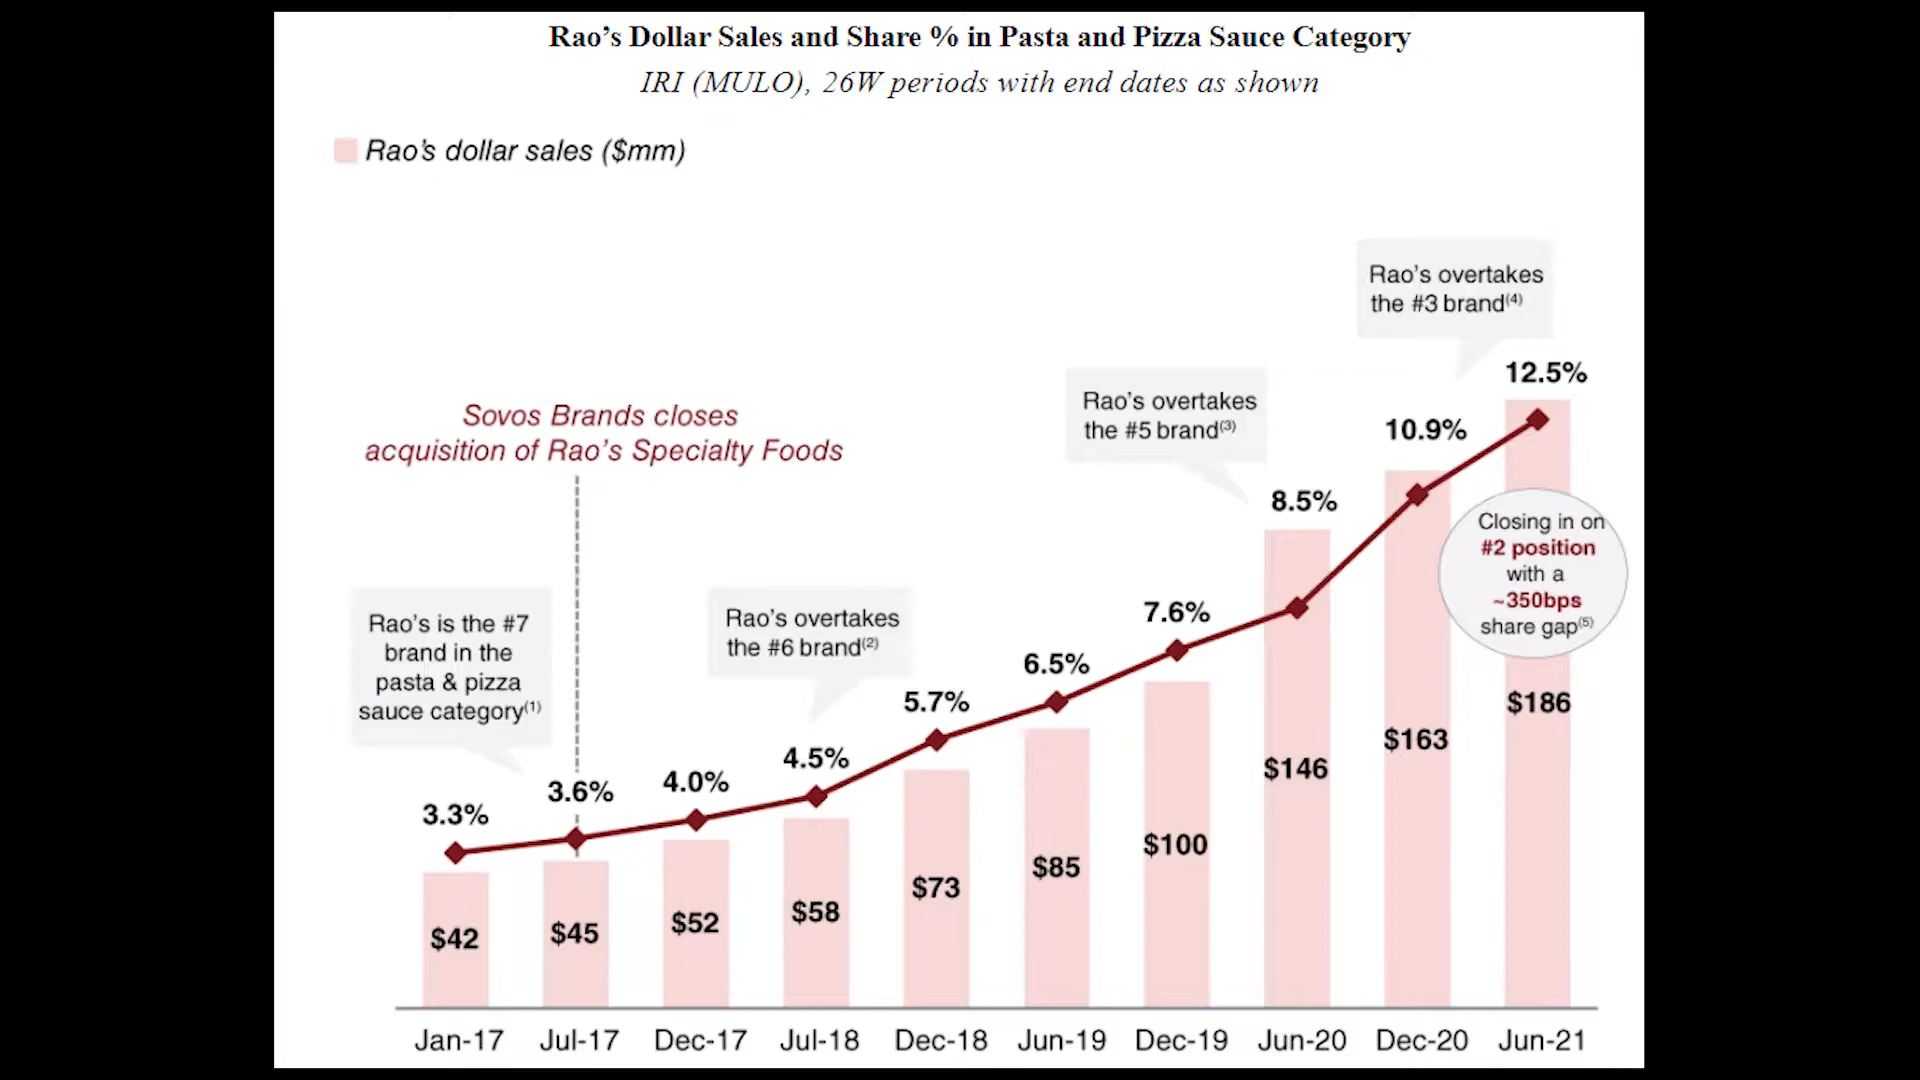 Rao’s Dollar Sales and Share % in Pasta and Pizza Sauce Category
IRI (MULO), 26W periods with end dates as shown
Rao’s dollar sales ($mm)
Rao’s overtakes
the #3 brand(4)
12.5%
Rao’s overtakes
the #5 brand(3)
Sovos Brands closes
acquisition of Rao’s Specialty Foods
10.9%
8.5%
Closing in on
#2 position
with a
~350bps
share gap(5)
Rao’s is the #7
brand in the
pasta & pizza
sauce category(1)
Rao’s overtakes
the #6 brand(2)
7.6%
6.5%
5.7%
4.5%
4.0%
3.6%
3.3%
$42
$45
$52
$58
$73
$85
$100
$146
$163
$186
Jan-17 Jul-17 Dec-17 Jul-18 Dec-18 Jun-19 Dec-19 Jun-20 Dec-20 Jun-21